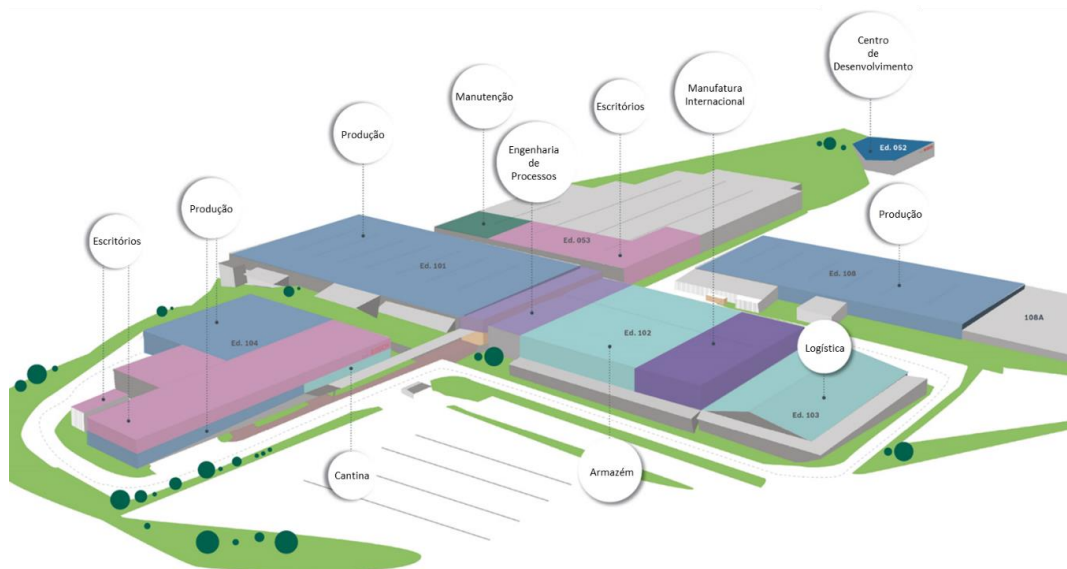 Centro
de
Desenvolvimento
Manutenção
Escritórios
Manufatura
Internacional
Produção
Engenharia
de
Processos
Ed. 052
Produção
Produção
Escritórios
Ed. 053
Ed. 101
Ed. 108
108A
Ed. 104
Ed. 102
Logística
Ed. 103
Cantina
Armazém